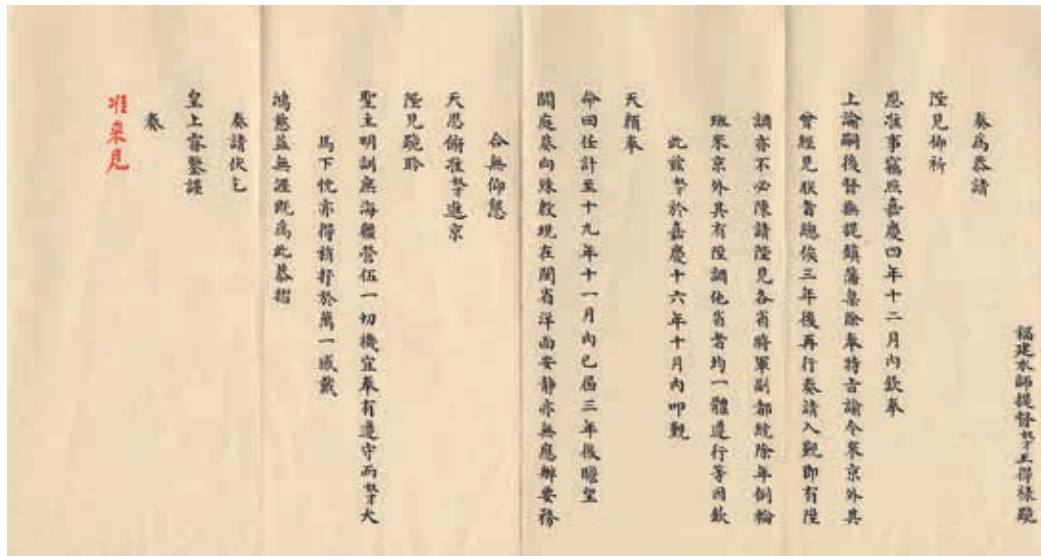 福建水師提督奴才王得祿跪
奏為恭請
陛見仰祈
恩准事竊照嘉慶四年十二月內欽奉
上諭嗣後督撫提鎮藩臬除奉特旨諭令來京外其
曾經見朕者總俟三年後再行奏請入覲即有陞
調亦不必陳請陛見各省將軍副都統除年例輪
班來京外其有陞調他省者均一體遵行等因欽
此茲奴才於嘉慶十六年十月內叩覲
天顏奉
命回任計至十九年十一月內已屆三年後瞻望
闕庭葵向殊殷現在閩省洋面安靜亦無應辦要務
合無仰懇
天恩俯准奴才進京
陛見跪聆
聖主明訓無海疆營伍一切機宜奉有遵守而奴才犬
馬下忱亦得稍抒於萬一感戴
鴻慈益無涯既為此恭摺
奏請伏乞
皇上睿鑒謹
奏
准來見